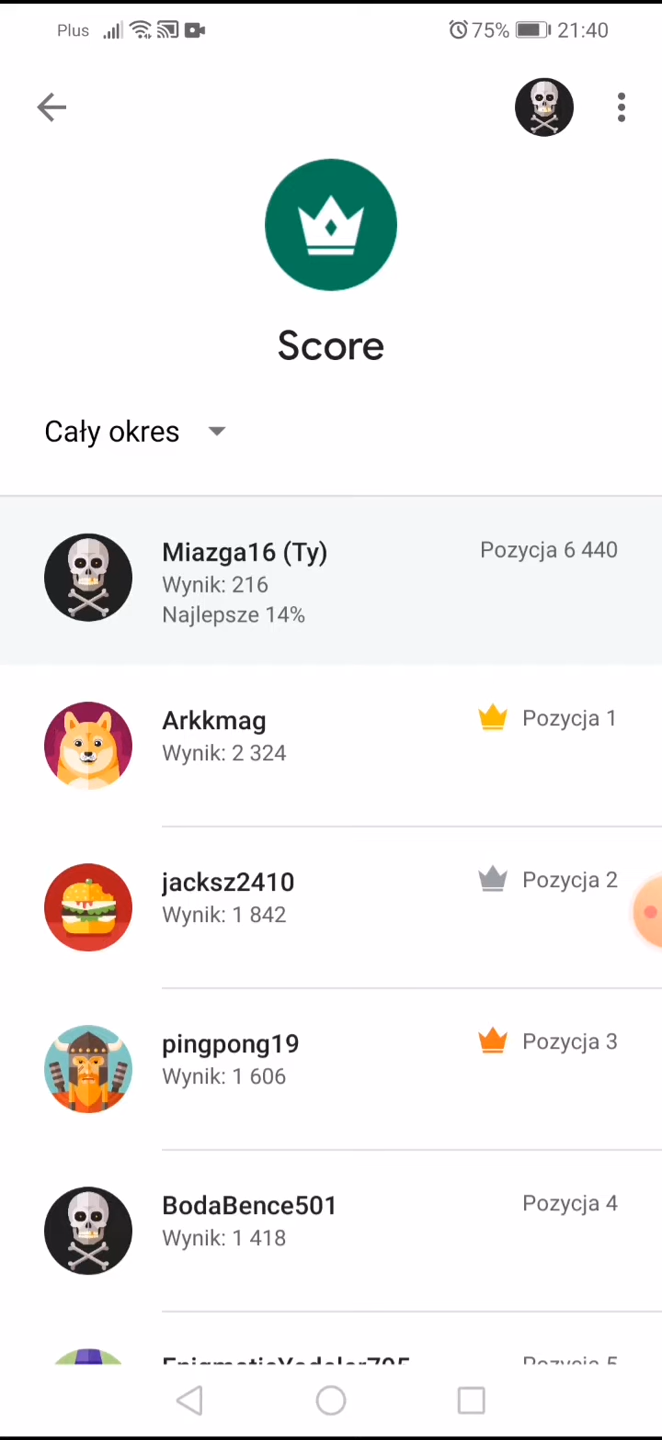 Plus 75% 21:40
Score
Cały okres
Miazga16 (Ty) Pozycja 6 440
Wynik: 216
Najlepsze 14%
Arkkmag Pozycja 1
Wynik: 2 324
jacksz2410 Pozycja 2
Wynik: 1 842
pingpong19 Pozycja 3
Wynik: 1 606
BodaBence501 Pozycja 4
Wynik: 1 418
Pozycja 5